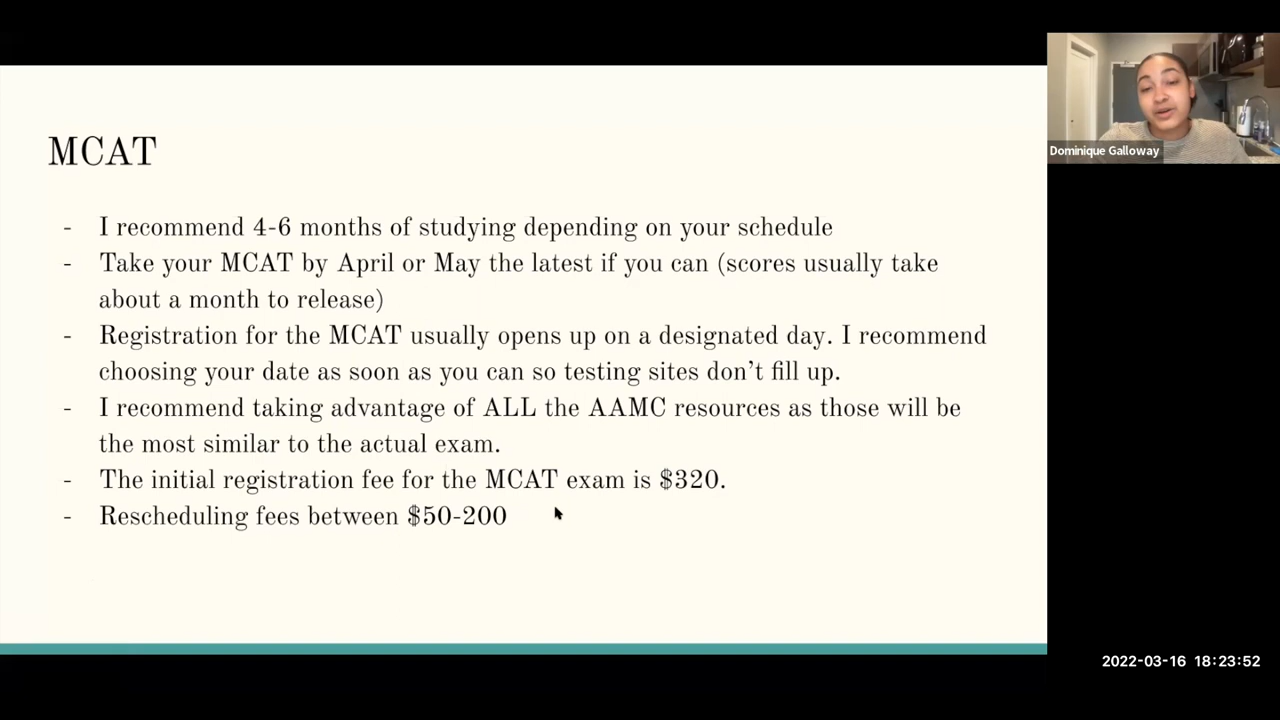 MCAT
- I recommend 4-6 months of studying depending on your schedule
- Take your MCAT by April or May the latest if you can (scores usually take
about a month to release)
- Registration for the MCAT usually opens up on a designated day. I recommend
choosing your date as soon as you can so testing sites don’t fill up.
- I recommend taking advantage of ALL the AAMC resources as those will be
the most similar to the actual exam.
- The initial registration fee for the MCAT exam is $320.
- Rescheduling fees between $50-200
Dominique Galloway
2022-03-16 18:23:52